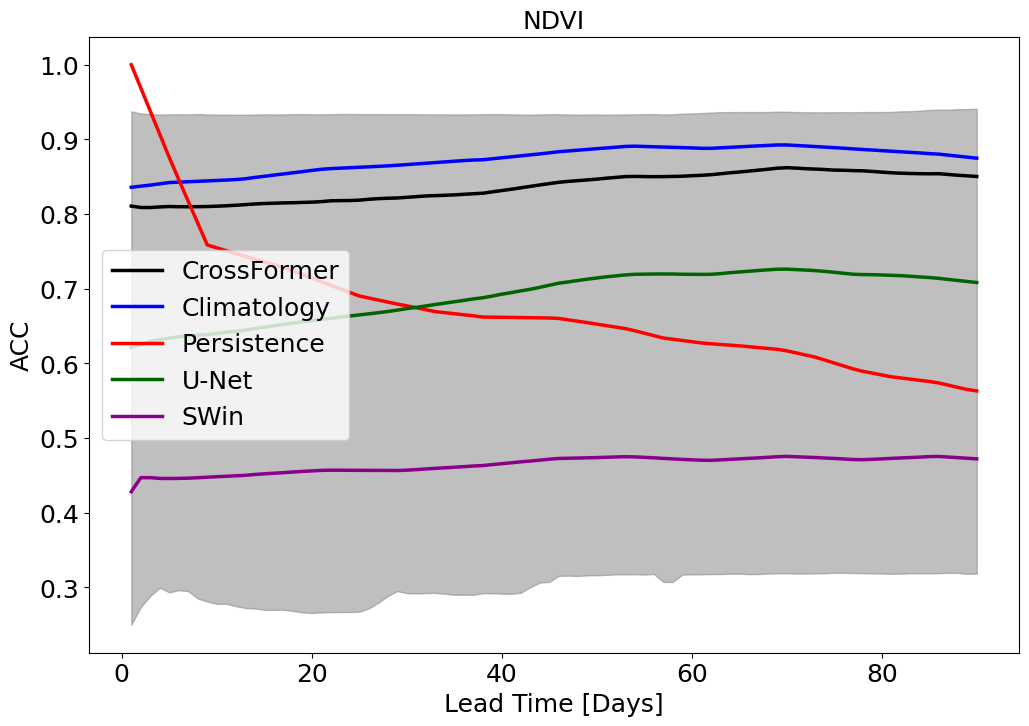 NDVI
1.0
0.9
0.8
0.7
0.6
0.5
0.4
0.3
ACC
CrossFormer
Climatology
Persistence
U-Net
SWin
0 20 40 60 80
Lead Time [Days]